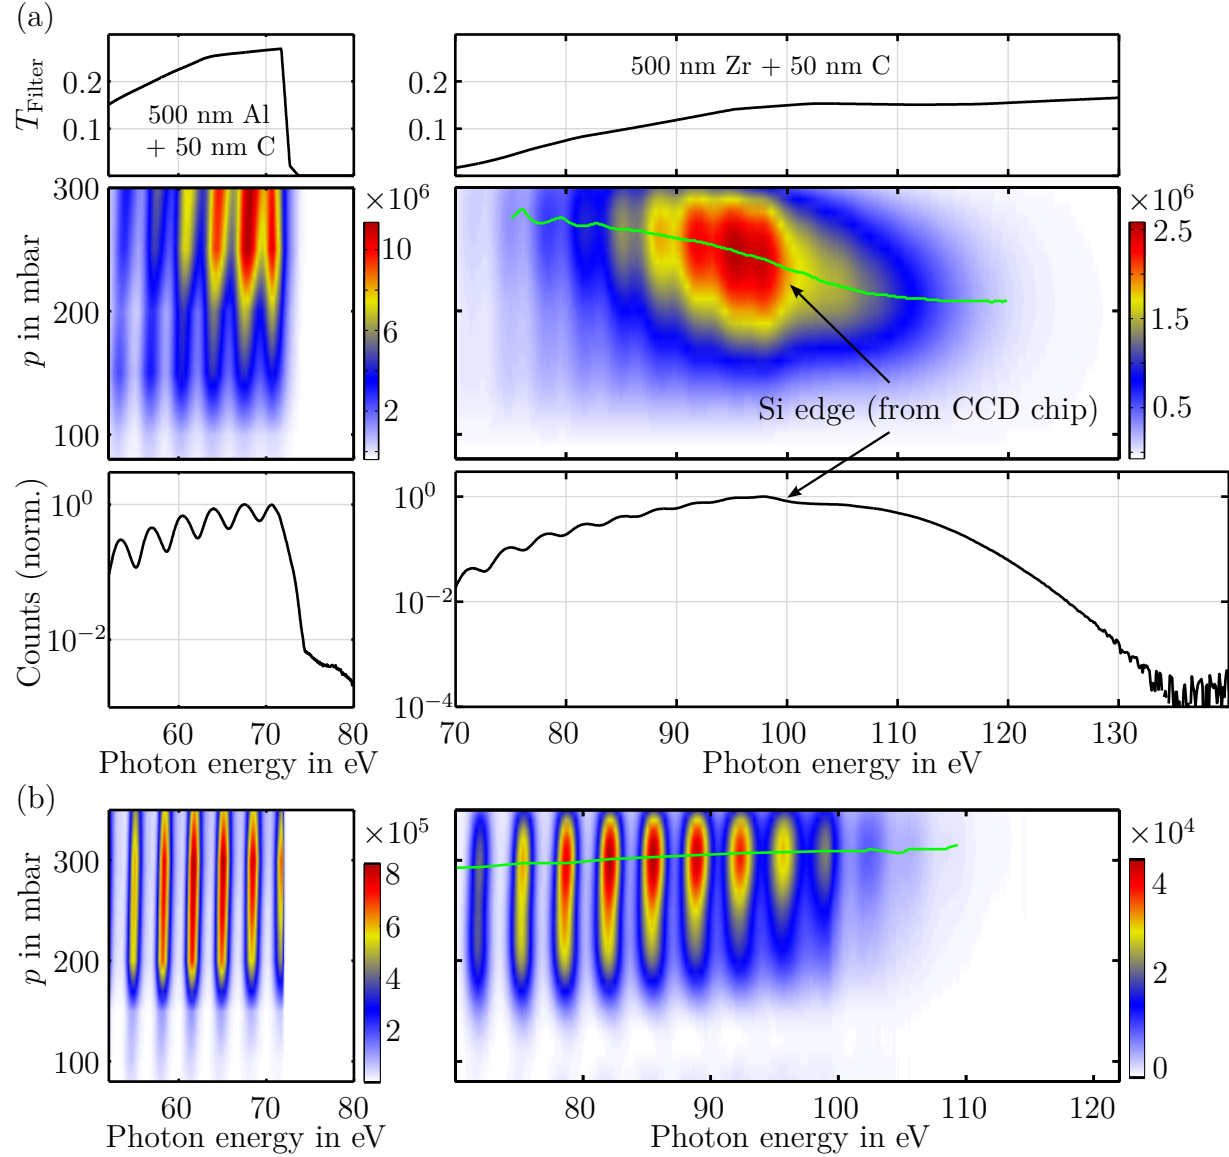 (a)
T_Filter
0.2
0.1
500 nm Al
+ 50 nm C
0.2
0.1
500 nm Zr + 50 nm C
p in mbar
300
200
100
×10^6
10
6
2
Si edge (from CCD chip)
×10^6
2.5
1.5
0.5
Counts (norm.)
10^0
10^−2
60 70 80
Photon energy in eV
10^0
10^−2
10^−4
70 80 90 100 110 120 130
Photon energy in eV
(b)
p in mbar
300
200
100
60 70 80
Photon energy in eV
×10^5
8
6
4
2
80 90 100 110 120
Photon energy in eV
×10^4
4
2
0